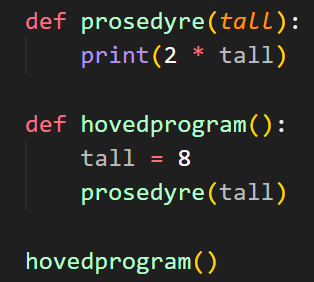 def prosedyre(tall):
    print(2 * tall)

def hovedprogram():
    tall = 8
    prosedyre(tall)

hovedprogram()